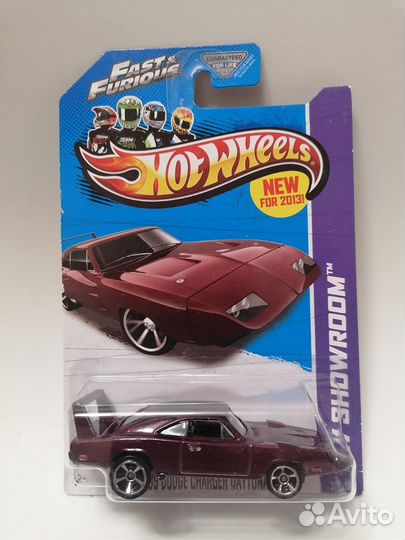 FAST & FURIOUS
GUARANTEED
FOR LIFE
HOT WHEELS
NEW
FOR 2013!
SHOWROOM™
DODGE CHARGER DAYTONA
Avito